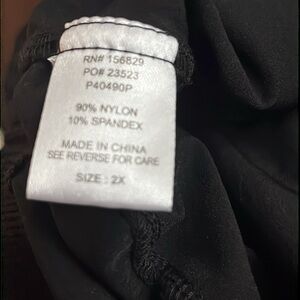 RN# 156829
PO# 23523
P40490P
90% NYLON
10% SPANDEX
MADE IN CHINA
SEE REVERSE FOR CARE
SIZE : 2X